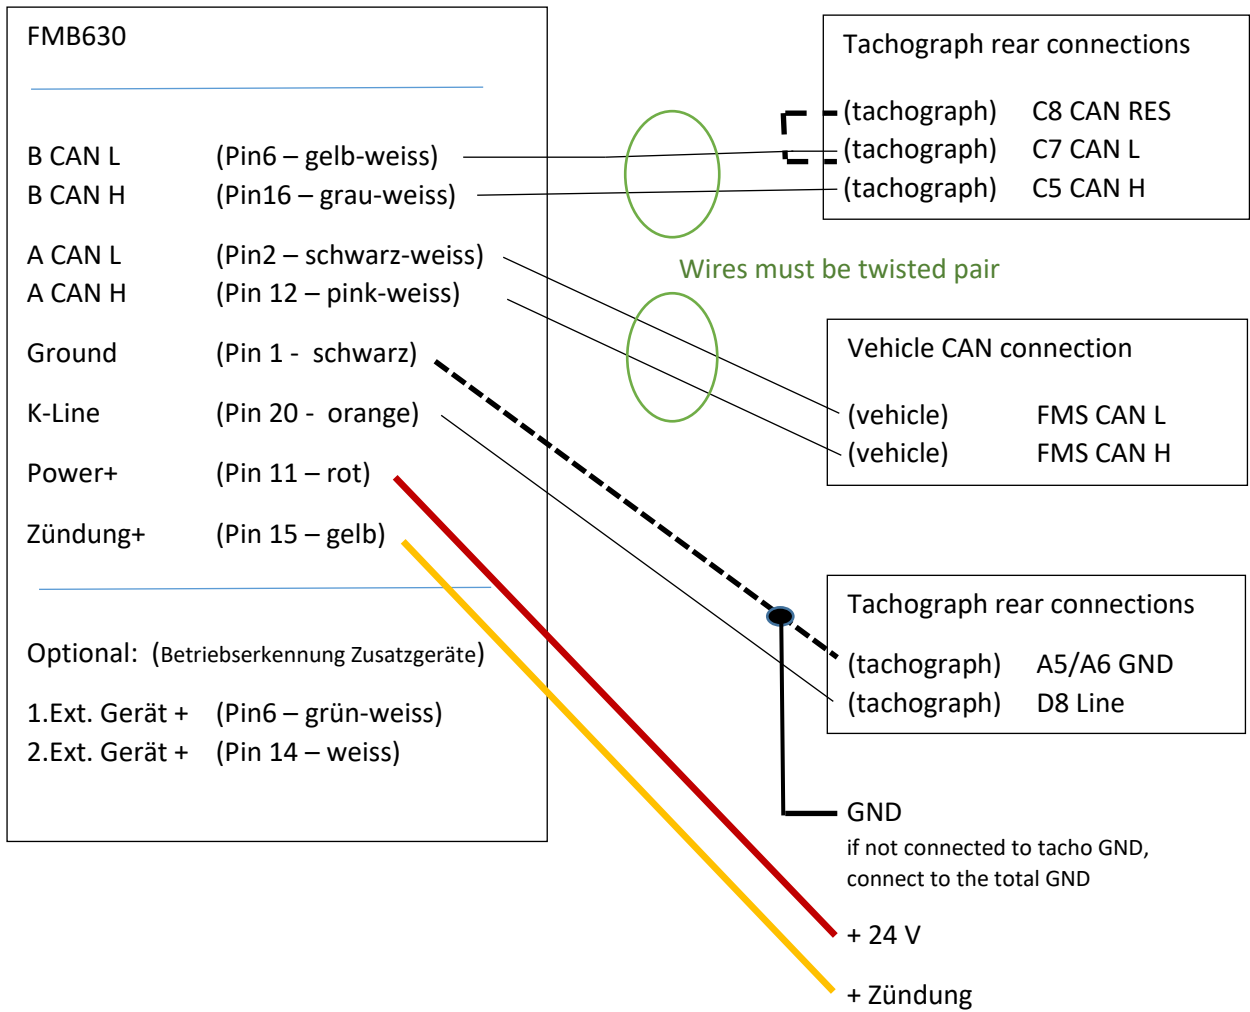 FMB630
B CAN L (Pin6 – gelb-weiss)
B CAN H (Pin16 – grau-weiss)
A CAN L (Pin2 – schwarz-weiss)
A CAN H (Pin 12 – pink-weiss)
Ground (Pin 1 - schwarz)
K-Line (Pin 20 - orange)
Power+ (Pin 11 – rot)
Zündung+ (Pin 15 – gelb)
Optional: (Betriebserkennung Zusatzgeräte)
1.Ext. Gerät + (Pin6 – grün-weiss)
2.Ext. Gerät + (Pin 14 – weiss)
Tachograph rear connections
(tachograph) C8 CAN RES
(tachograph) C7 CAN L
(tachograph) C5 CAN H
Wires must be twisted pair
Vehicle CAN connection
(vehicle) FMS CAN L
(vehicle) FMS CAN H
Tachograph rear connections
(tachograph) A5/A6 GND
(tachograph) D8 Line
GND
if not connected to tacho GND,
connect to the total GND
+ 24 V
+ Zündung